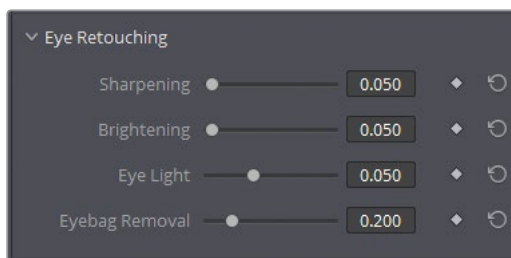 Eye Retouching
Sharpening 0.050
Brightening 0.050
Eye Light 0.050
Eyebag Removal 0.200